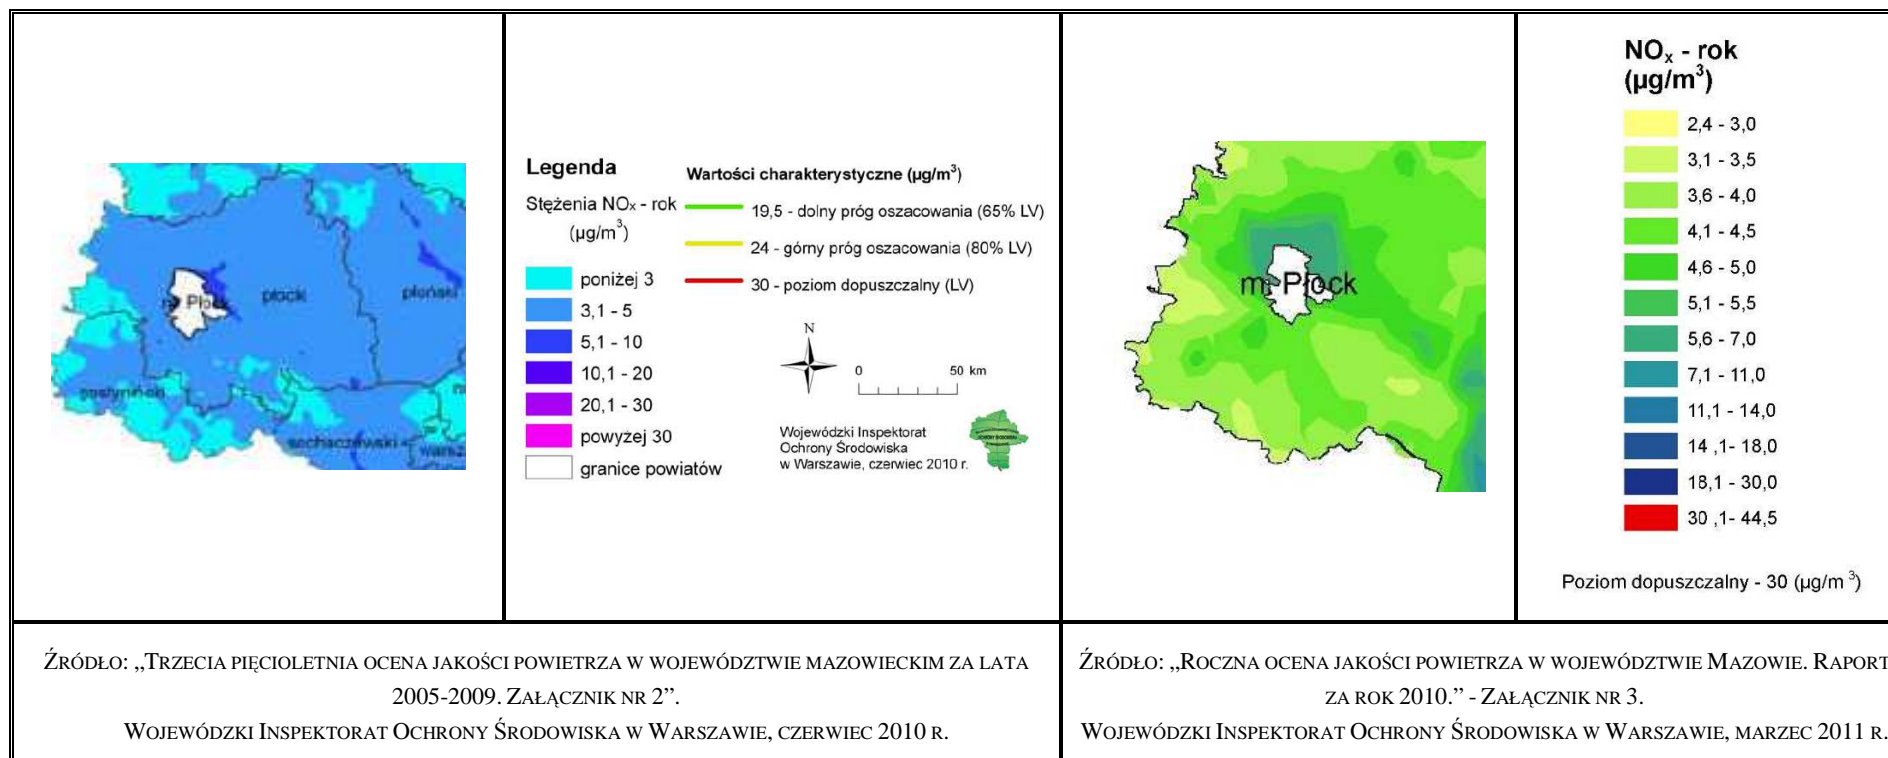 m. Płock
płocki
płoński
gostyniński
sochaczewski
warsz
Legenda
Stężenia NOx - rok
(µg/m³)
poniżej 3
3,1 - 5
5,1 - 10
10,1 - 20
20,1 - 30
powyżej 30
granice powiatów
Wartości charakterystyczne (µg/m³)
19,5 - dolny próg oszacowania (65% LV)
24 - górny próg oszacowania (80% LV)
30 - poziom dopuszczalny (LV)
N
0 50 km
Wojewódzki Inspektorat
Ochrony Środowiska
w Warszawie, czerwiec 2010 r.
m. Płock
NOx - rok
(µg/m³)
2,4 - 3,0
3,1 - 3,5
3,6 - 4,0
4,1 - 4,5
4,6 - 5,0
5,1 - 5,5
5,6 - 7,0
7,1 - 11,0
11,1 - 14,0
14 ,1- 18,0
18,1 - 30,0
30 ,1- 44,5
Poziom dopuszczalny - 30 (µg/m ³)
ŹRÓDŁO: „TRZECIA PIĘCIOLETNIA OCENA JAKOŚCI POWIETRZA W WOJEWÓDZTWIE MAZOWIECKIM ZA LATA
2005-2009. ZAŁĄCZNIK NR 2”.
WOJEWÓDZKI INSPEKTORAT OCHRONY ŚRODOWISKA W WARSZAWIE, CZERWIEC 2010 R.
ŹRÓDŁO: „ROCZNA OCENA JAKOŚCI POWIETRZA W WOJEWÓDZTWIE MAZOWIE. RAPORT
ZA ROK 2010.” - ZAŁĄCZNIK NR 3.
WOJEWÓDZKI INSPEKTORAT OCHRONY ŚRODOWISKA W WARSZAWIE, MARZEC 2011 R.